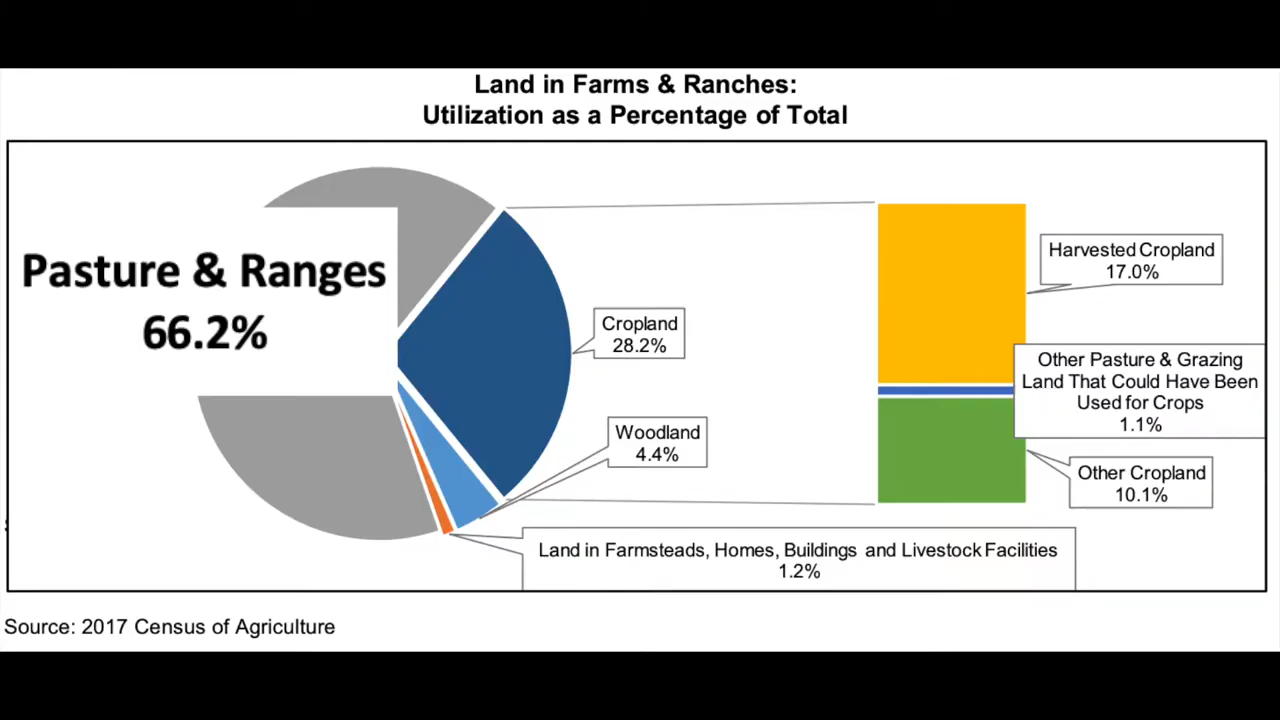 Land in Farms & Ranches:
Utilization as a Percentage of Total
Pasture & Ranges
66.2%
Cropland
28.2%
Woodland
4.4%
Land in Farmsteads, Homes, Buildings and Livestock Facilities
1.2%
Harvested Cropland
17.0%
Other Pasture & Grazing
Land That Could Have Been
Used for Crops
1.1%
Other Cropland
10.1%
Source: 2017 Census of Agriculture